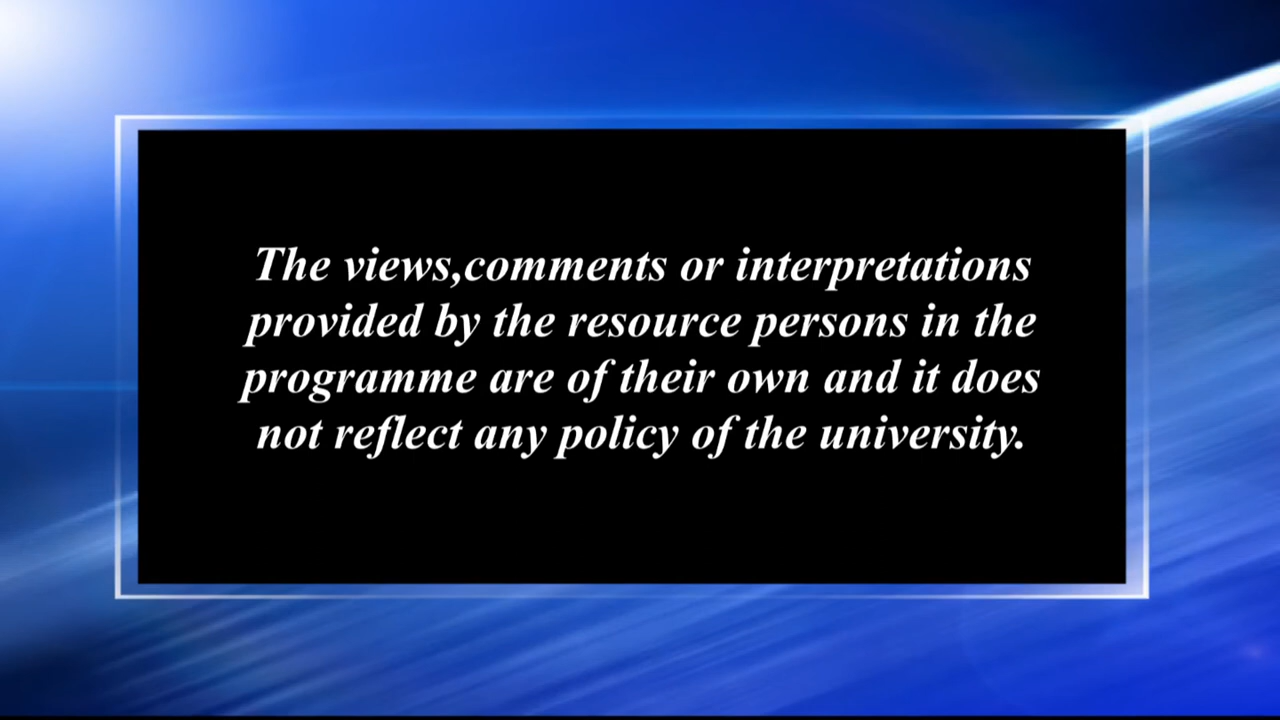 The views,comments or interpretations
provided by the resource persons in the
programme are of their own and it does
not reflect any policy of the university.